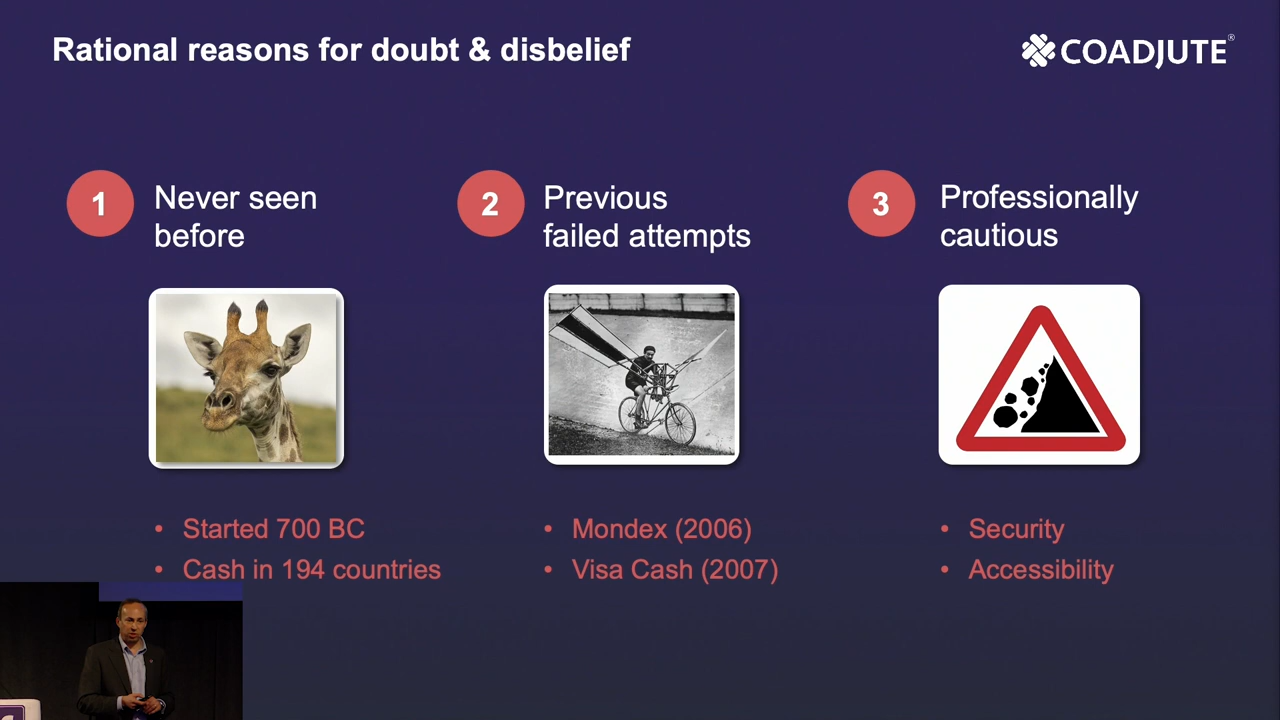 Rational reasons for doubt & disbelief
COADJUTE®
1
Never seen
before
2
Previous
failed attempts
3
Professionally
cautious
• Started 700 BC
• Cash in 194 countries
• Mondex (2006)
• Visa Cash (2007)
• Security
• Accessibility